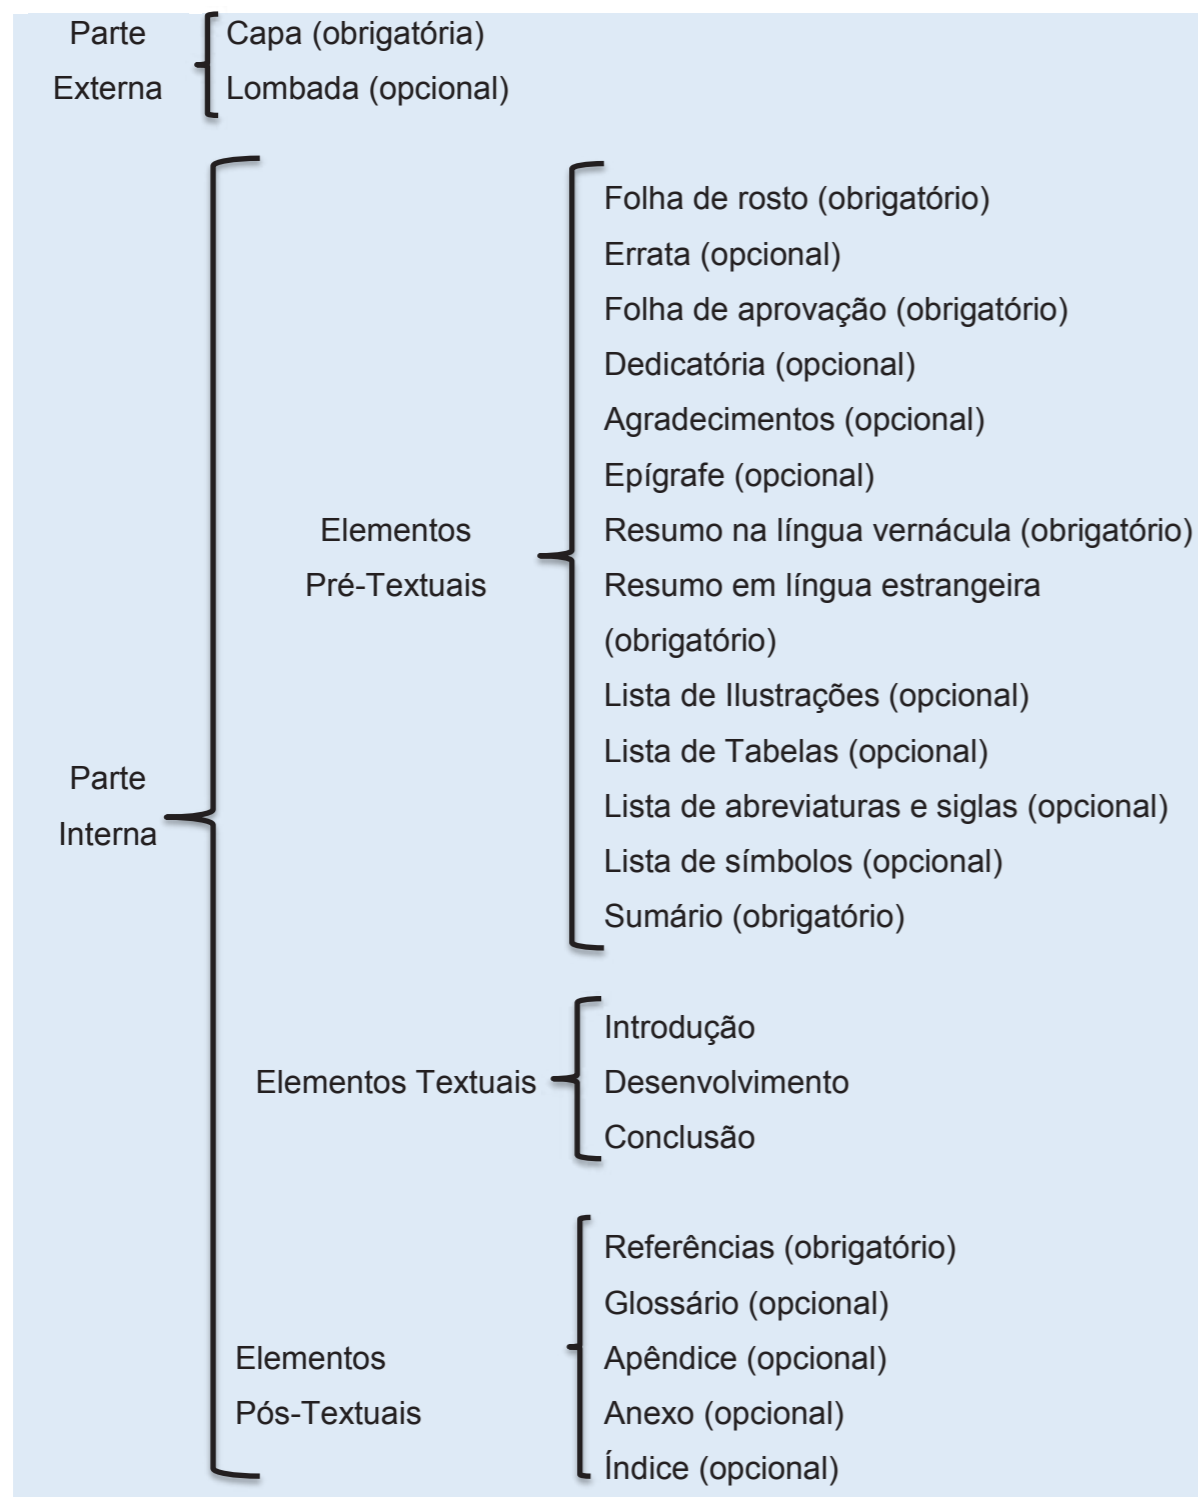 Parte
Externa
Capa (obrigatória)
Lombada (opcional)
Parte
Interna
Elementos
Pré-Textuais
Folha de rosto (obrigatório)
Errata (opcional)
Folha de aprovação (obrigatório)
Dedicatória (opcional)
Agradecimentos (opcional)
Epígrafe (opcional)
Resumo na língua vernácula (obrigatório)
Resumo em língua estrangeira
(obrigatório)
Lista de Ilustrações (opcional)
Lista de Tabelas (opcional)
Lista de abreviaturas e siglas (opcional)
Lista de símbolos (opcional)
Sumário (obrigatório)
Elementos Textuais
Introdução
Desenvolvimento
Conclusão
Elementos
Pós-Textuais
Referências (obrigatório)
Glossário (opcional)
Apêndice (opcional)
Anexo (opcional)
Índice (opcional)